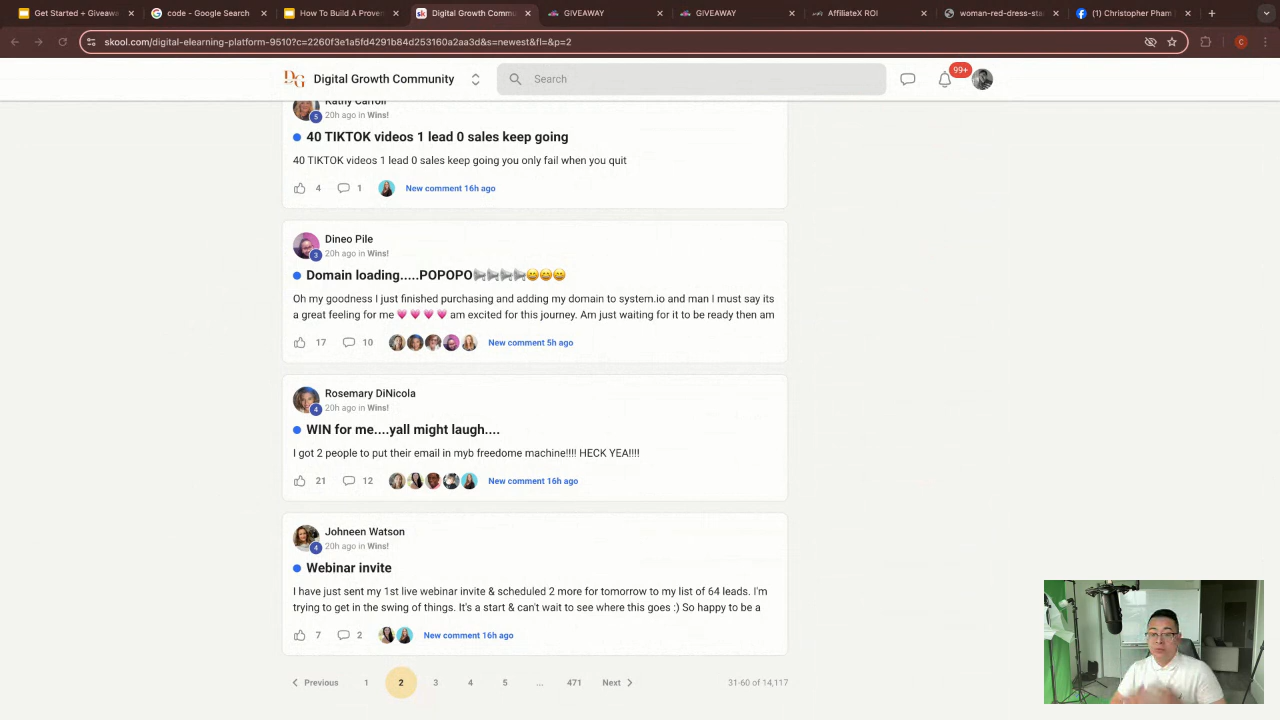 GIVEAWAY
code - Google Search
How To Build A Proven
Digital Growth Commu
GIVEAWAY
GIVEAWAY
AffiliateX ROI
woman-red-dress-sta
(1) Christopher Pham
skool.com/digital-elearning-platform-9510?c=2260f3e1a5fd4291b84d253160a2aa3d&s=newest&fl=&p=2
DG Digital Growth Community
Search
99+
Kathy Carroll
5
20h ago in Wins!
40 TIKTOK videos 1 lead 0 sales keep going
40 TIKTOK videos 1 lead 0 sales keep going you only fail when you quit
4 1 New comment 16h ago
Dineo Pile
3
20h ago in Wins!
Domain loading.....POPOPO📢📢📢📢😀😀😀
Oh my goodness I just finished purchasing and adding my domain to system.io and man I must say its
a great feeling for me 💗💗💗💗 am excited for this journey. Am just waiting for it to be ready then am
17 10 New comment 5h ago
Rosemary DiNicola
4
20h ago in Wins!
WIN for me....yall might laugh....
I got 2 people to put their email in myb freedome machine!!!! HECK YEA!!!!
21 12 New comment 16h ago
Johneen Watson
4
20h ago in Wins!
Webinar invite
I have just sent my 1st live webinar invite & scheduled 2 more for tomorrow to my list of 64 leads. I'm
trying to get in the swing of things. It's a start & can't wait to see where this goes :) So happy to be a
7 2 New comment 16h ago
Previous 1 2 3 4 5 ... 471 Next 31-60 of 14,117